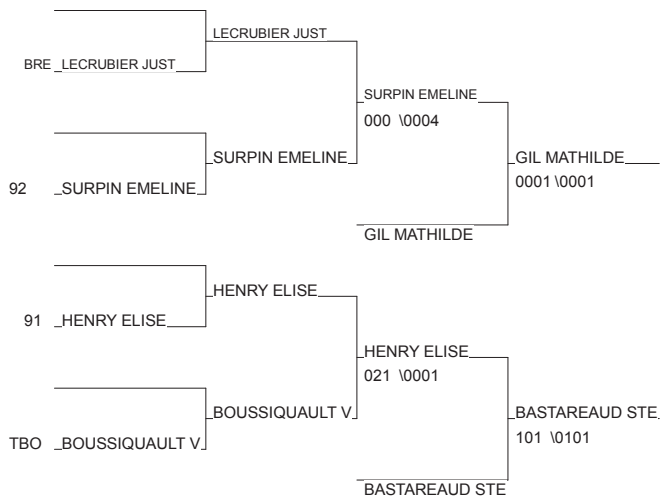 LECRUBIER JUST
BRE LECRUBIER JUST
SURPIN EMELINE
000 \0004
SURPIN EMELINE
GIL MATHILDE
92 SURPIN EMELINE
0001 \0001
GIL MATHILDE
HENRY ELISE
91 HENRY ELISE
HENRY ELISE
021 \0001
BOUSSIQUAULT V
BASTAREAUD STE
TBO BOUSSIQUAULT V
101 \0101
BASTAREAUD STE